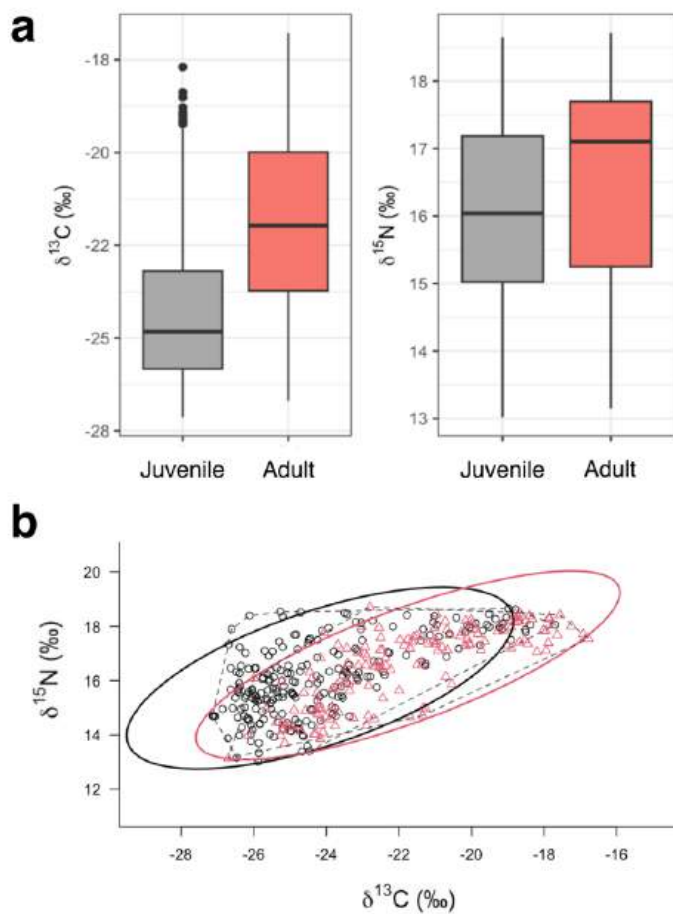 a
δ13C (‰)
-18
-20
-22
-25
-28
Juvenile Adult
δ15N (‰)
18
17
16
15
14
13
Juvenile Adult
b
δ15N (‰)
20
18
16
14
12
-28 -26 -24 -22 -20 -18 -16
δ13C (‰)